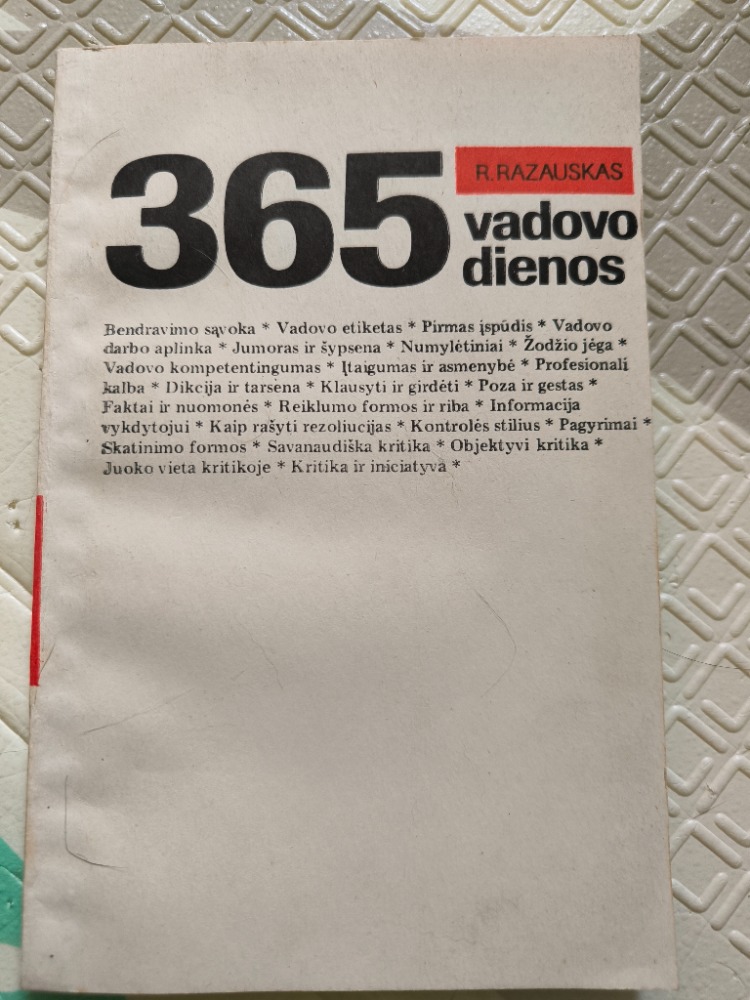 365
R. RAZAUSKAS
vadovo
dienos
Bendravimo sąvoka * Vadovo etiketas * Pirmas įspūdis * Vadovo
darbo aplinka * Jumoras ir šypsena * Numylėtiniai * Žodžio jėga *
Vadovo kompetentingumas * Įtaigumas ir asmenybė * Profesionali
kalba * Dikcija ir tarsena * Klausyti ir girdėti * Poza ir gestas *
Faktai ir nuomonės * Reiklumo formos ir riba * Informacija
vykdytojui * Kaip rašyti rezoliucijas * Kontrolės stilius * Pagyrimai *
Skatinimo formos * Savanaudiška kritika * Objektyvi kritika *
Juoko vieta kritikoje * Kritika ir iniciatyva *